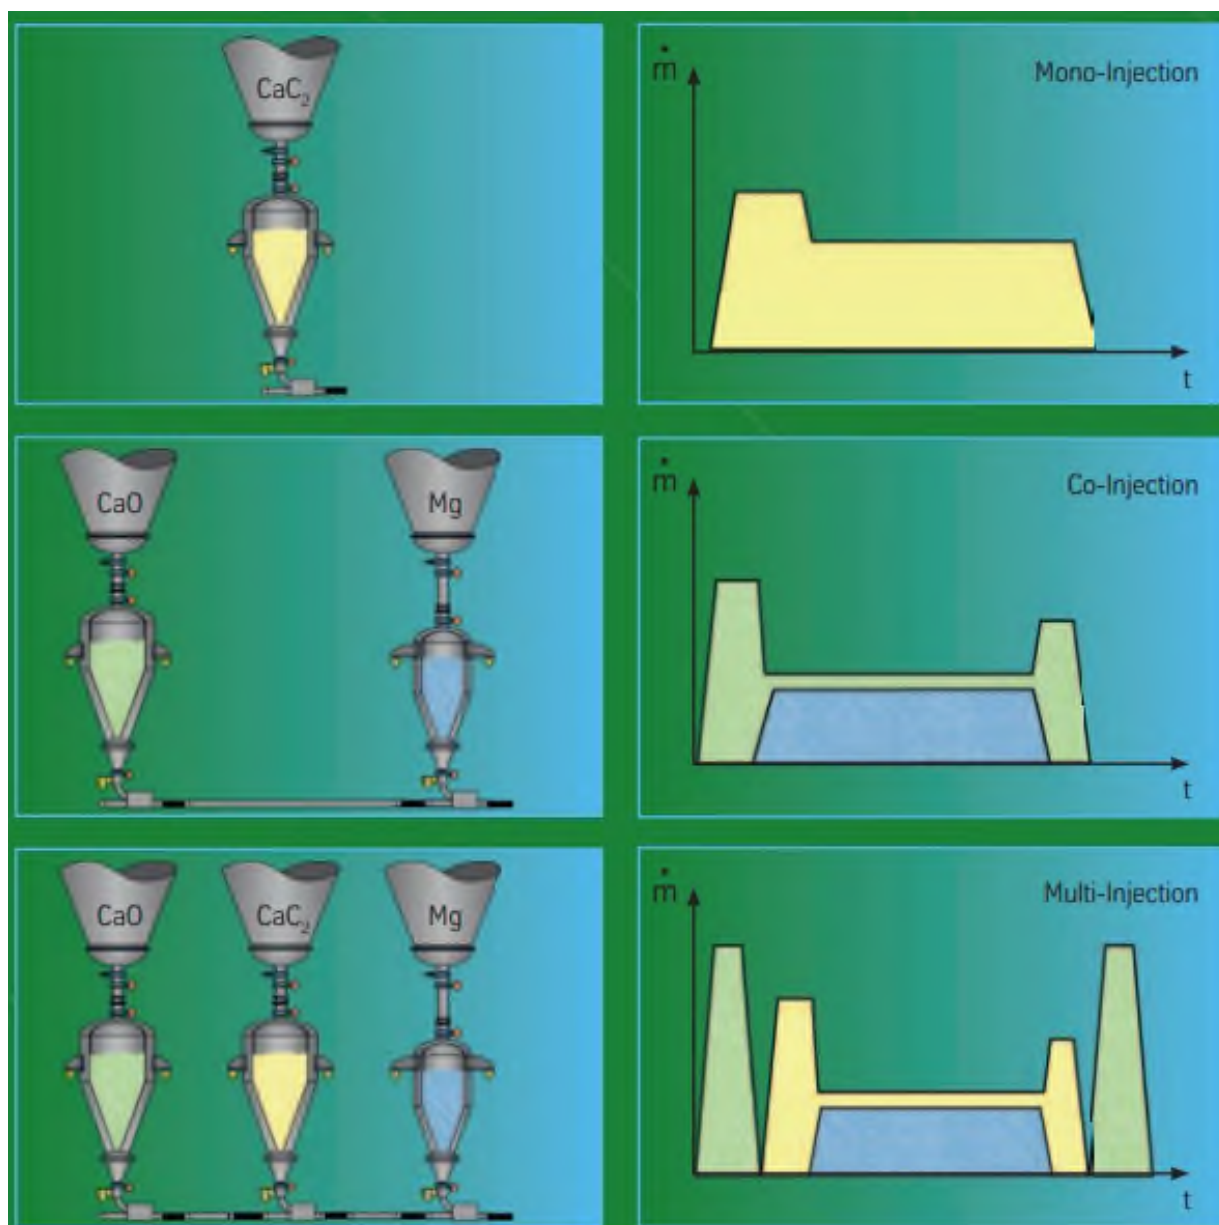 CaC₂
ṁ
Mono-Injection
t
CaO
Mg
ṁ
Co-Injection
t
CaO
CaC₂
Mg
ṁ
Multi-Injection
t